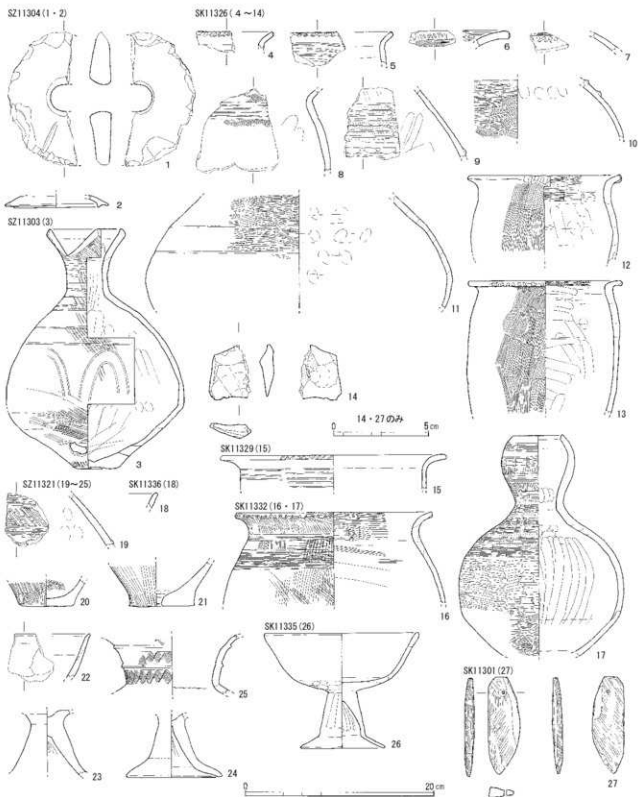 SZ11304(1・2)
SK11326(4~14)
4
5
6
7
1
8
9
10
2
SZ11303(3)
11
12
14
13
14・27のみ
0
5cm
3
SK11329(15)
15
SZ11321(19~25)
SK11336(18)
18
19
SK11332(16・17)
20
21
16
17
22
25
SK11335(26)
SK11301(27)
23
24
26
27
0
20cm